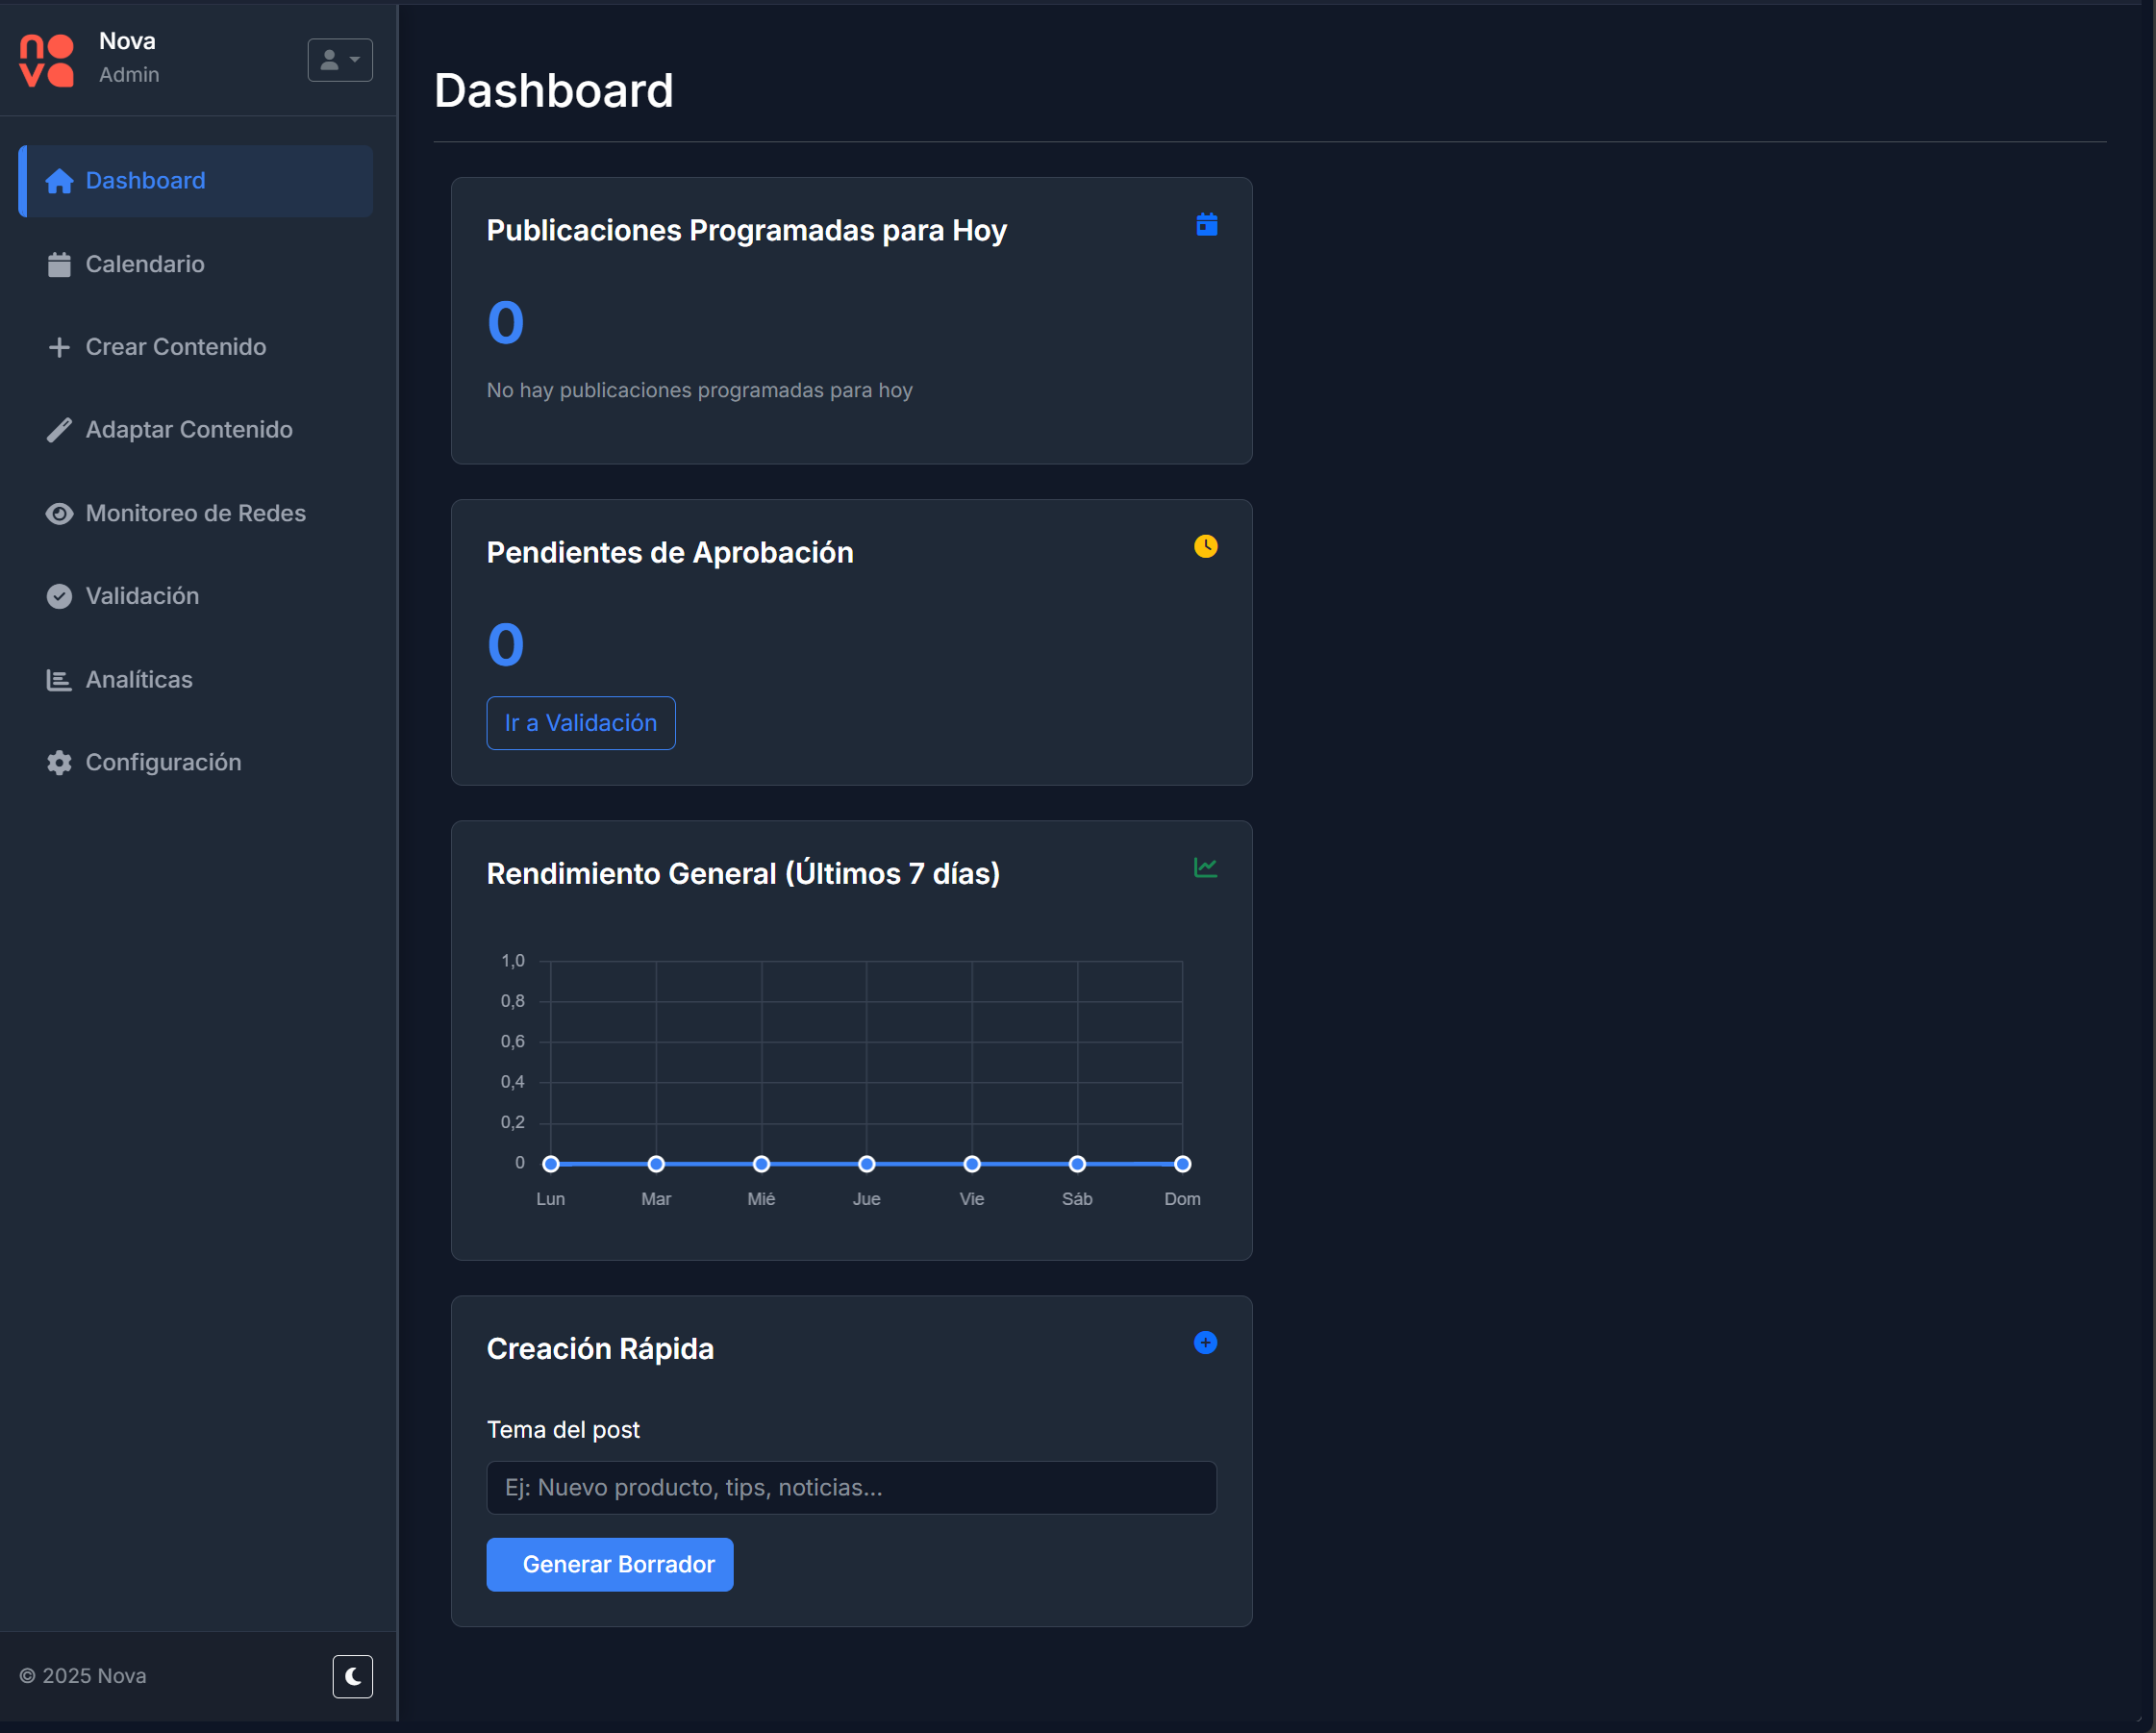 nova
Nova
Admin
Dashboard
Calendario
Crear Contenido
Adaptar Contenido
Monitoreo de Redes
Validación
Analíticas
Configuración
© 2025 Nova
Dashboard
Publicaciones Programadas para Hoy
0
No hay publicaciones programadas para hoy
Pendientes de Aprobación
0
Ir a Validación
Rendimiento General (Últimos 7 días)
1,0
0,8
0,6
0,4
0,2
0
Lun Mar Mié Jue Vie Sáb Dom
Creación Rápida
Tema del post
Ej: Nuevo producto, tips, noticias...
Generar Borrador